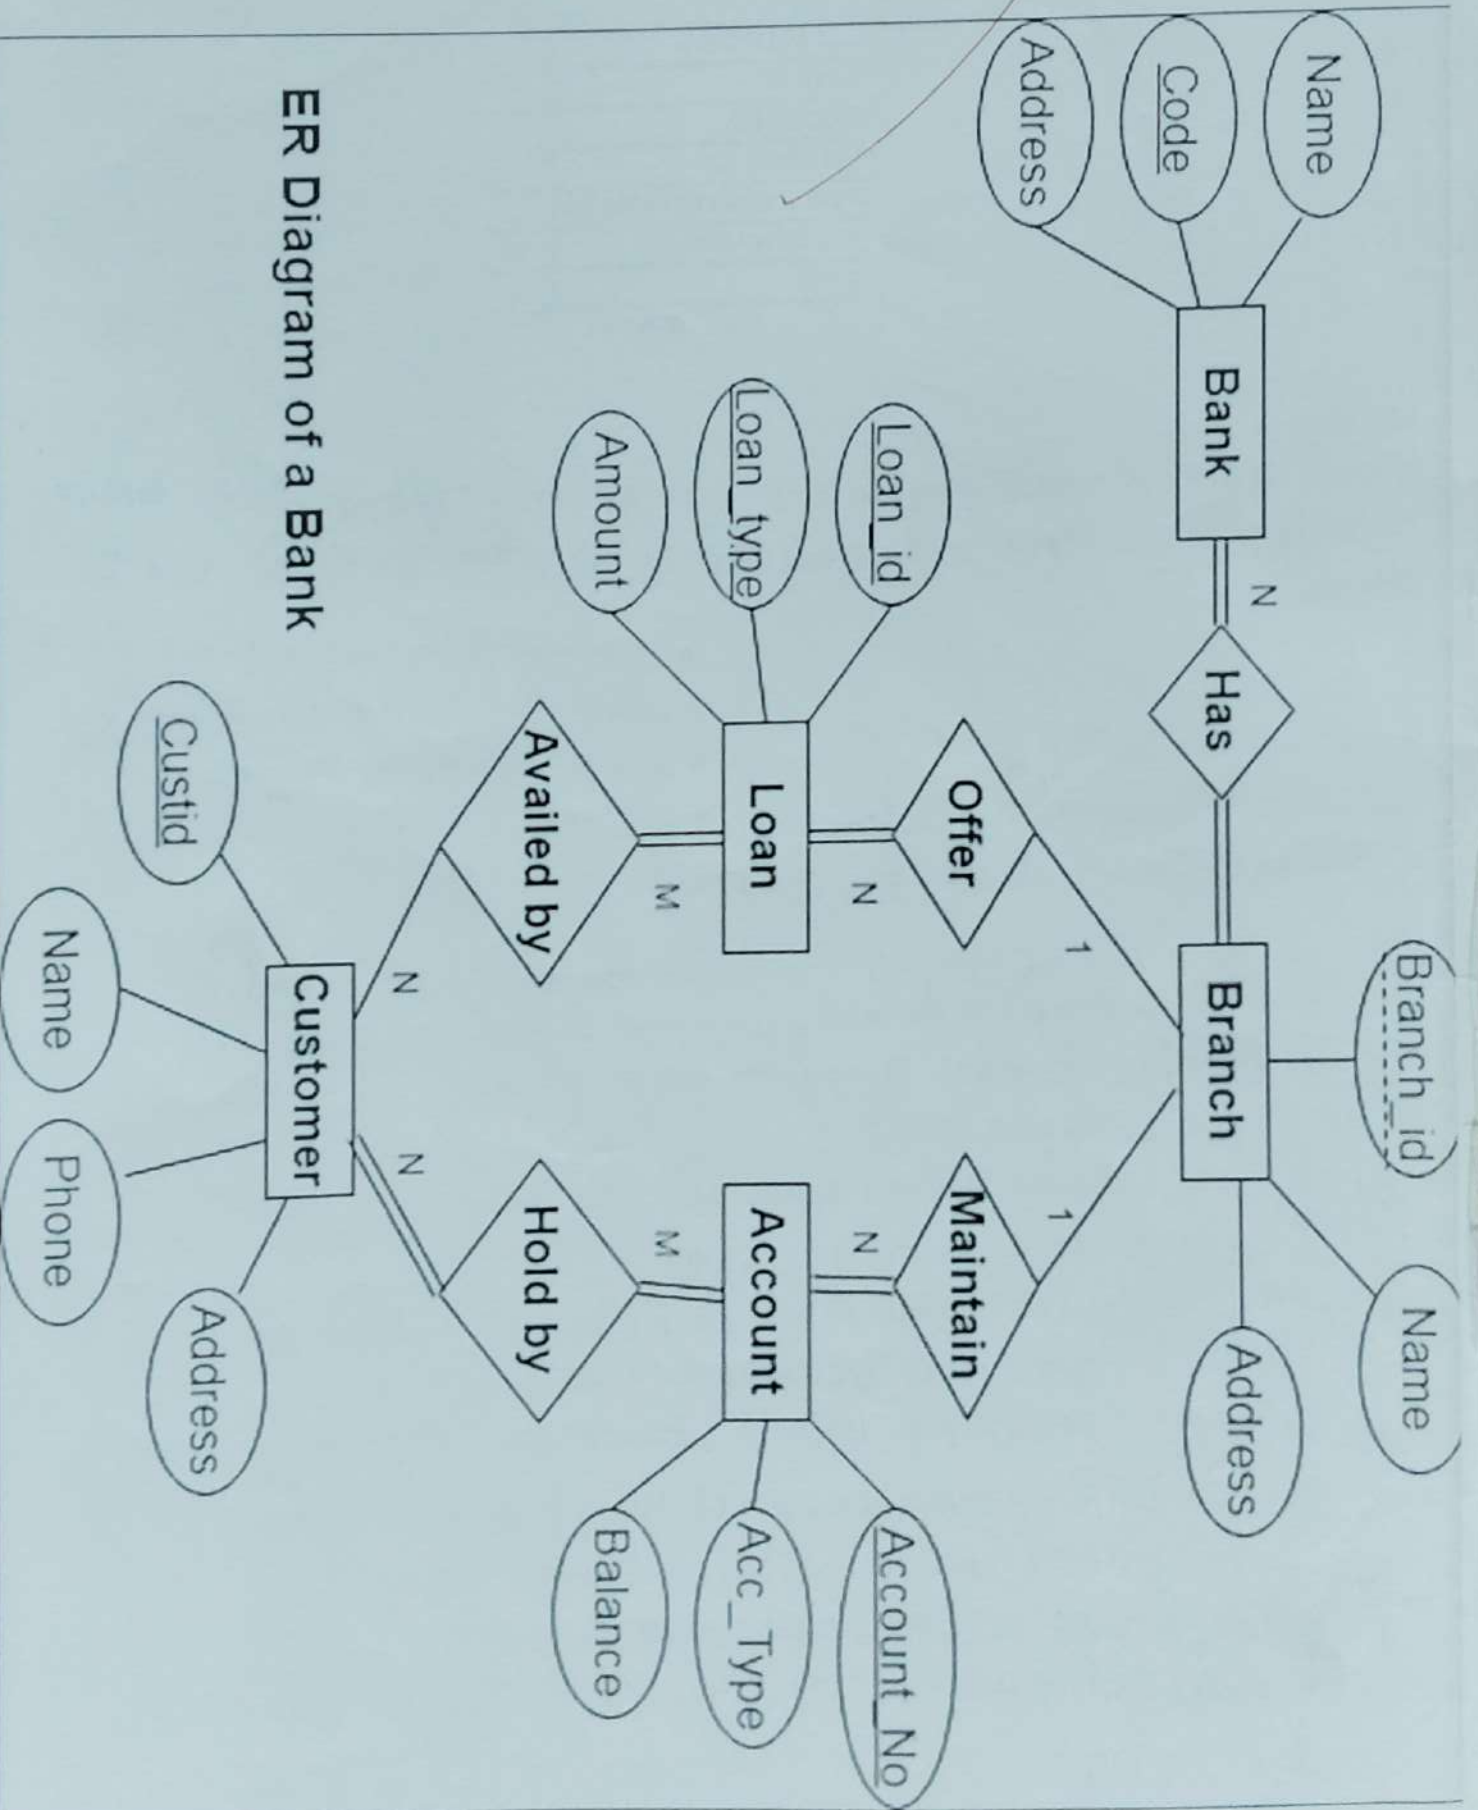 Name
Code
Address
Bank
N
Has
Branch
Branch_id
Name
Address
1
1
Offer
Maintain
N
N
Loan_id
Loan_type
Amount
Loan
Account
Account_No
Acc_Type
Balance
M
M
Availed by
Hold by
N
N
Customer
Custid
Name
Phone
Address
ER Diagram of a Bank